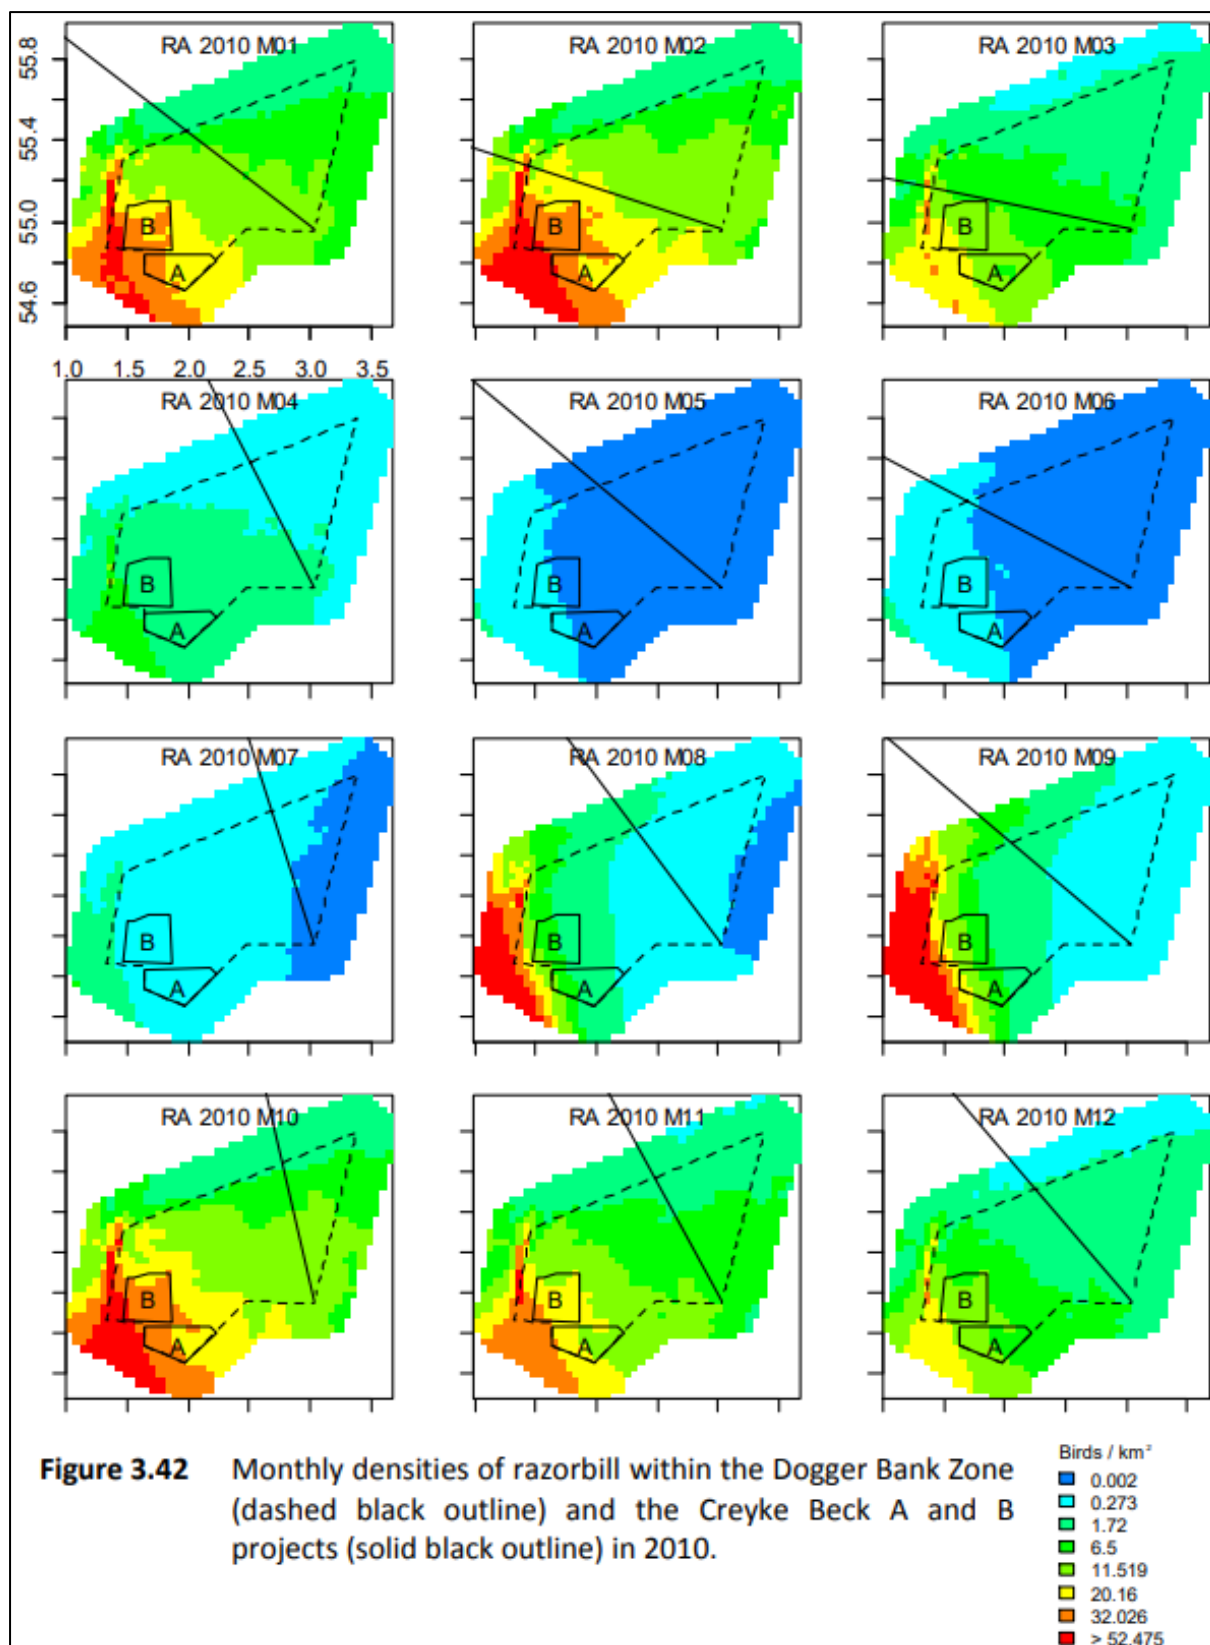 RA 2010 M01
RA 2010 M02
RA 2010 M03
55.8
55.4
55.0
54.6
B
A
B
A
B
A
1.0 1.5 2.0 2.5 3.0 3.5
RA 2010 M04
RA 2010 M05
RA 2010 M06
B
A
B
A
B
A
RA 2010 M07
RA 2010 M08
RA 2010 M09
B
A
B
A
B
A
RA 2010 M10
RA 2010 M11
RA 2010 M12
B
A
B
A
B
A
Figure 3.42 Monthly densities of razorbill within the Dogger Bank Zone
(dashed black outline) and the Creyke Beck A and B
projects (solid black outline) in 2010.
Birds / km²
0.002
0.273
1.72
6.5
11.519
20.16
32.026
> 52.475